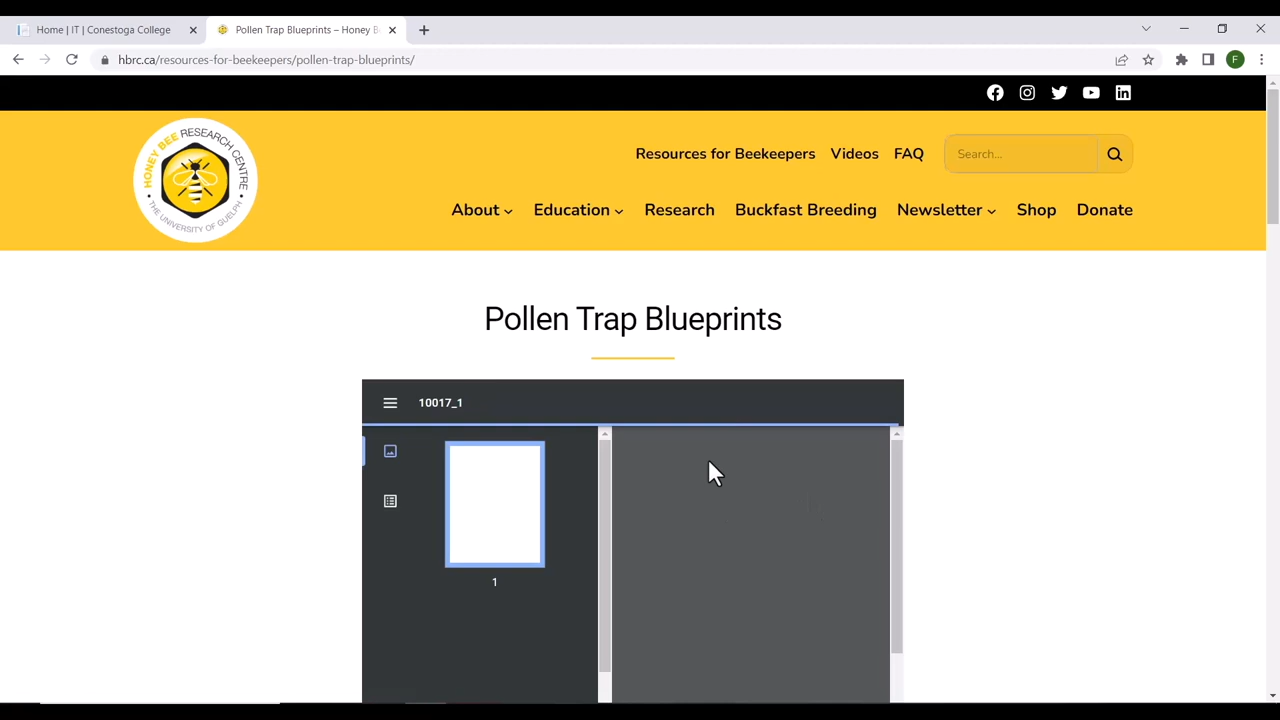 Home | IT | Conestoga College
Pollen Trap Blueprints – Honey B
hbrc.ca/resources-for-beekeepers/pollen-trap-blueprints/
F
HONEY BEE RESEARCH CENTRE
• THE UNIVERSITY OF GUELPH •
Resources for Beekeepers Videos FAQ Search...
About Education Research Buckfast Breeding Newsletter Shop Donate
Pollen Trap Blueprints
10017_1
1